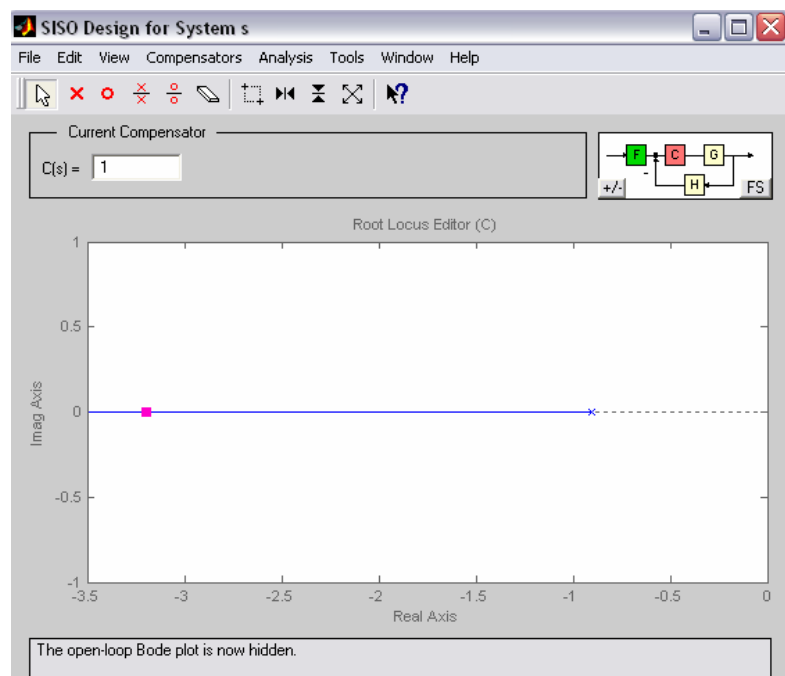 SISO Design for System s
File Edit View Compensators Analysis Tools Window Help
Current Compensator
C(s) = 1
F C G
-
+/- H FS
Root Locus Editor (C)
1
0.5
0
-0.5
-1
Imag Axis
-3.5 -3 -2.5 -2 -1.5 -1 -0.5 0
Real Axis
The open-loop Bode plot is now hidden.